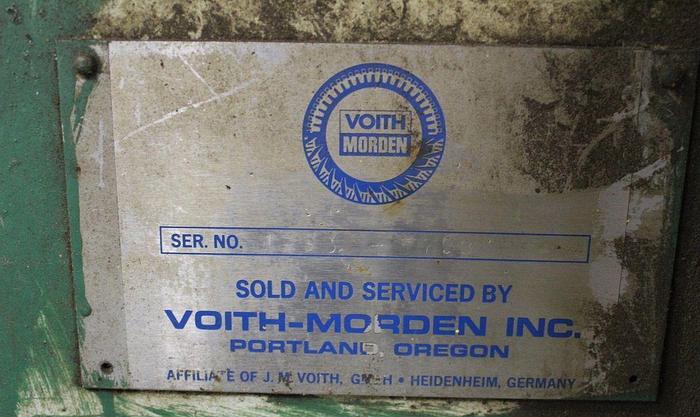 VOITH
MORDEN
SER. NO.
SOLD AND SERVICED BY
VOITH-MORDEN INC.
PORTLAND, OREGON
AFFILIATE OF J. M. VOITH, GMBH • HEIDENHEIM, GERMANY